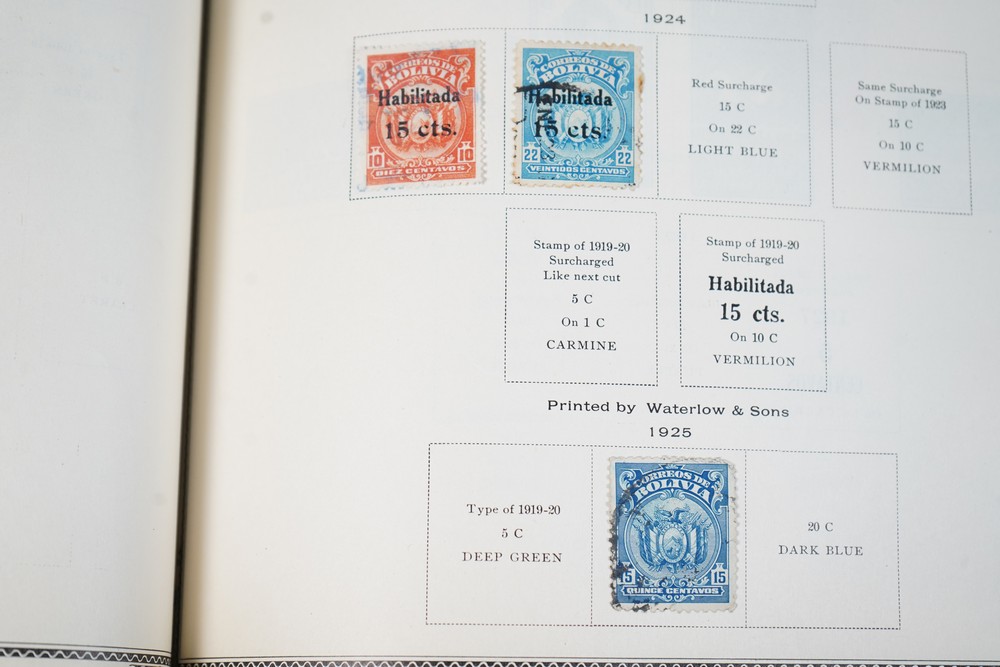 1924
CORREOS DE
BOLIVIA
Habilitada
15 cts.
10 10
DIEZ CENTAVOS
CORREOS DE
BOLIVIA
Habilitada
15 cts.
22 22
VEINTIDOS CENTAVOS
Red Surcharge
15 C
On 22 C
LIGHT BLUE
Same Surcharge
On Stamp of 1923
15 C
On 10 C
VERMILION
Stamp of 1919-20
Surcharged
Like next cut
5 C
On 1 C
CARMINE
Stamp of 1919-20
Surcharged
Habilitada
15 cts.
On 10 C
VERMILION
Printed by Waterlow & Sons
1925
Type of 1919-20
5 C
DEEP GREEN
CORREOS DE
BOLIVIA
15 15
QUINCE CENTAVOS
20 C
DARK BLUE